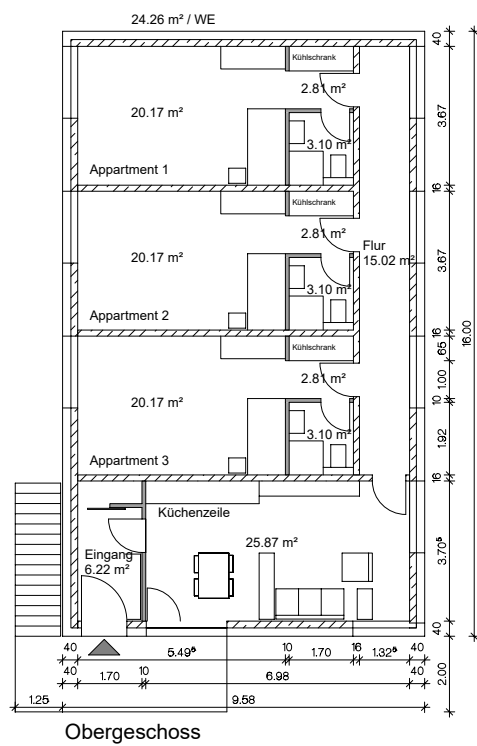 24.26 m² / WE
Kühlschrank
2.81 m²
20.17 m²
3.10 m²
Appartment 1
Kühlschrank
2.81 m²
Flur
15.02 m²
20.17 m²
3.10 m²
Appartment 2
Kühlschrank
2.81 m²
20.17 m²
3.10 m²
Appartment 3
Küchenzeile
25.87 m²
Eingang
6.22 m²
40
3.67
16
3.67
16
65
1.00
10
1.92
16
3.70⁵
40
16.00
2.00
40 5.49⁵ 10 1.70 16 1.32⁵ 40
40 1.70 10 6.98 40
1.25 9.58
Obergeschoss